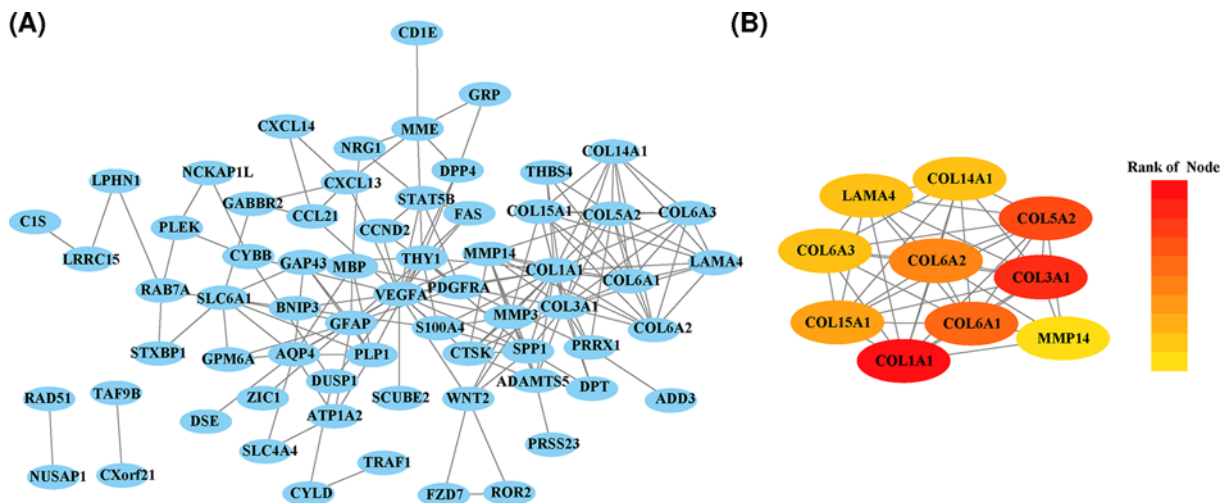 (A)
(B)
CD1E
GRP
CXCL14
MME
NRG1
COL14A1
DPP4
THBS4
NCKAP1L
LPHN1
CXCL13
GABBR2
STAT5B
COL15A1
COL5A2
COL6A3
FAS
CCL21
C1S
PLEK
CCND2
LRRC15
CYBB
GAP43
MBP
THY1
MMP14
COL1A1
LAMA4
COL6A1
RAB7A
SLC6A1
BNIP3
VEGFA
PDGFRA
COL3A1
GFAP
S100A4
MMP3
COL6A2
STXBP1
GPM6A
AQP4
PLP1
CTSK
SPP1
PRRX1
DUSP1
ADAMTS5
DPT
RAD51
TAF9B
ZIC1
SCUBE2
WNT2
ADD3
DSE
ATP1A2
SLC4A4
PRSS23
NUSAP1
CXorf21
TRAF1
CYLD
FZD7
ROR2
LAMA4
COL14A1
COL5A2
COL6A3
COL6A2
COL3A1
COL15A1
COL6A1
MMP14
COL1A1
Rank of Node